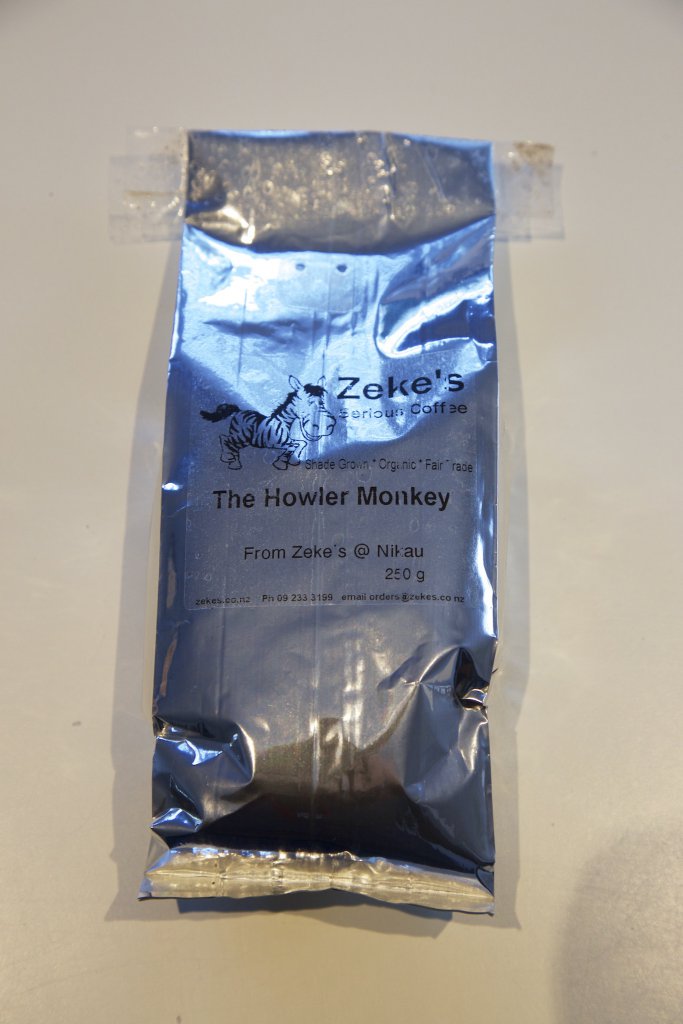 Zeke's
Serious Coffee
Shade Grown * Organic * Fair Trade
The Howler Monkey
From Zeke's @ Nikau
250 g
zekes.co.nz Ph 09 233 3199 email orders@zekes.co.nz